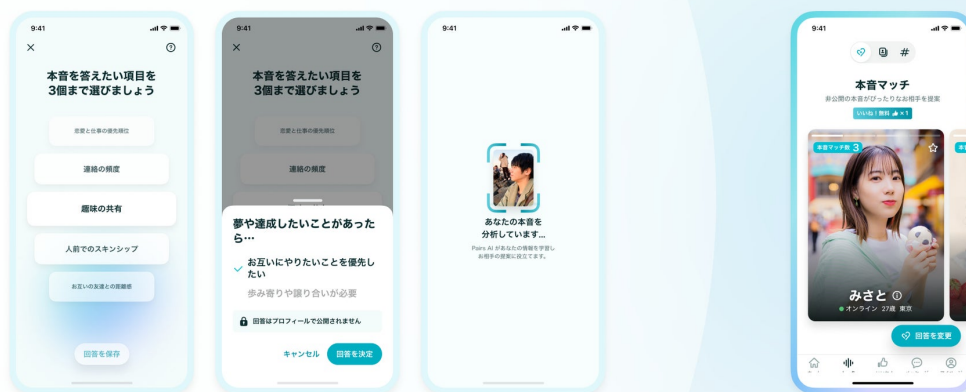 9:41
本音を答えたい項目を
3個まで選びましょう
恋愛と仕事の優先順位
連絡の頻度
趣味の共有
人前でのスキンシップ
お互いの友達との距離感
回答を保存
9:41
本音を答えたい項目を
3個まで選びましょう
恋愛と仕事の優先順位
連絡の頻度
夢や達成したいことがあった
ら…
お互いにやりたいことを優先し
たい
歩み寄りや譲り合いが必要
回答はプロフィールで公開されません
キャンセル
回答を決定
9:41
あなたの本音を
分析しています…
Pairs AI があなたの情報を学習し
お相手の提案に役立てます。
9:41
#
本音マッチ
非公開の本音がぴったりなお相手を提案
いいね！無料 ×1
本音マッチ数 3
みさと
オンライン 27歳 東京
回答を変更